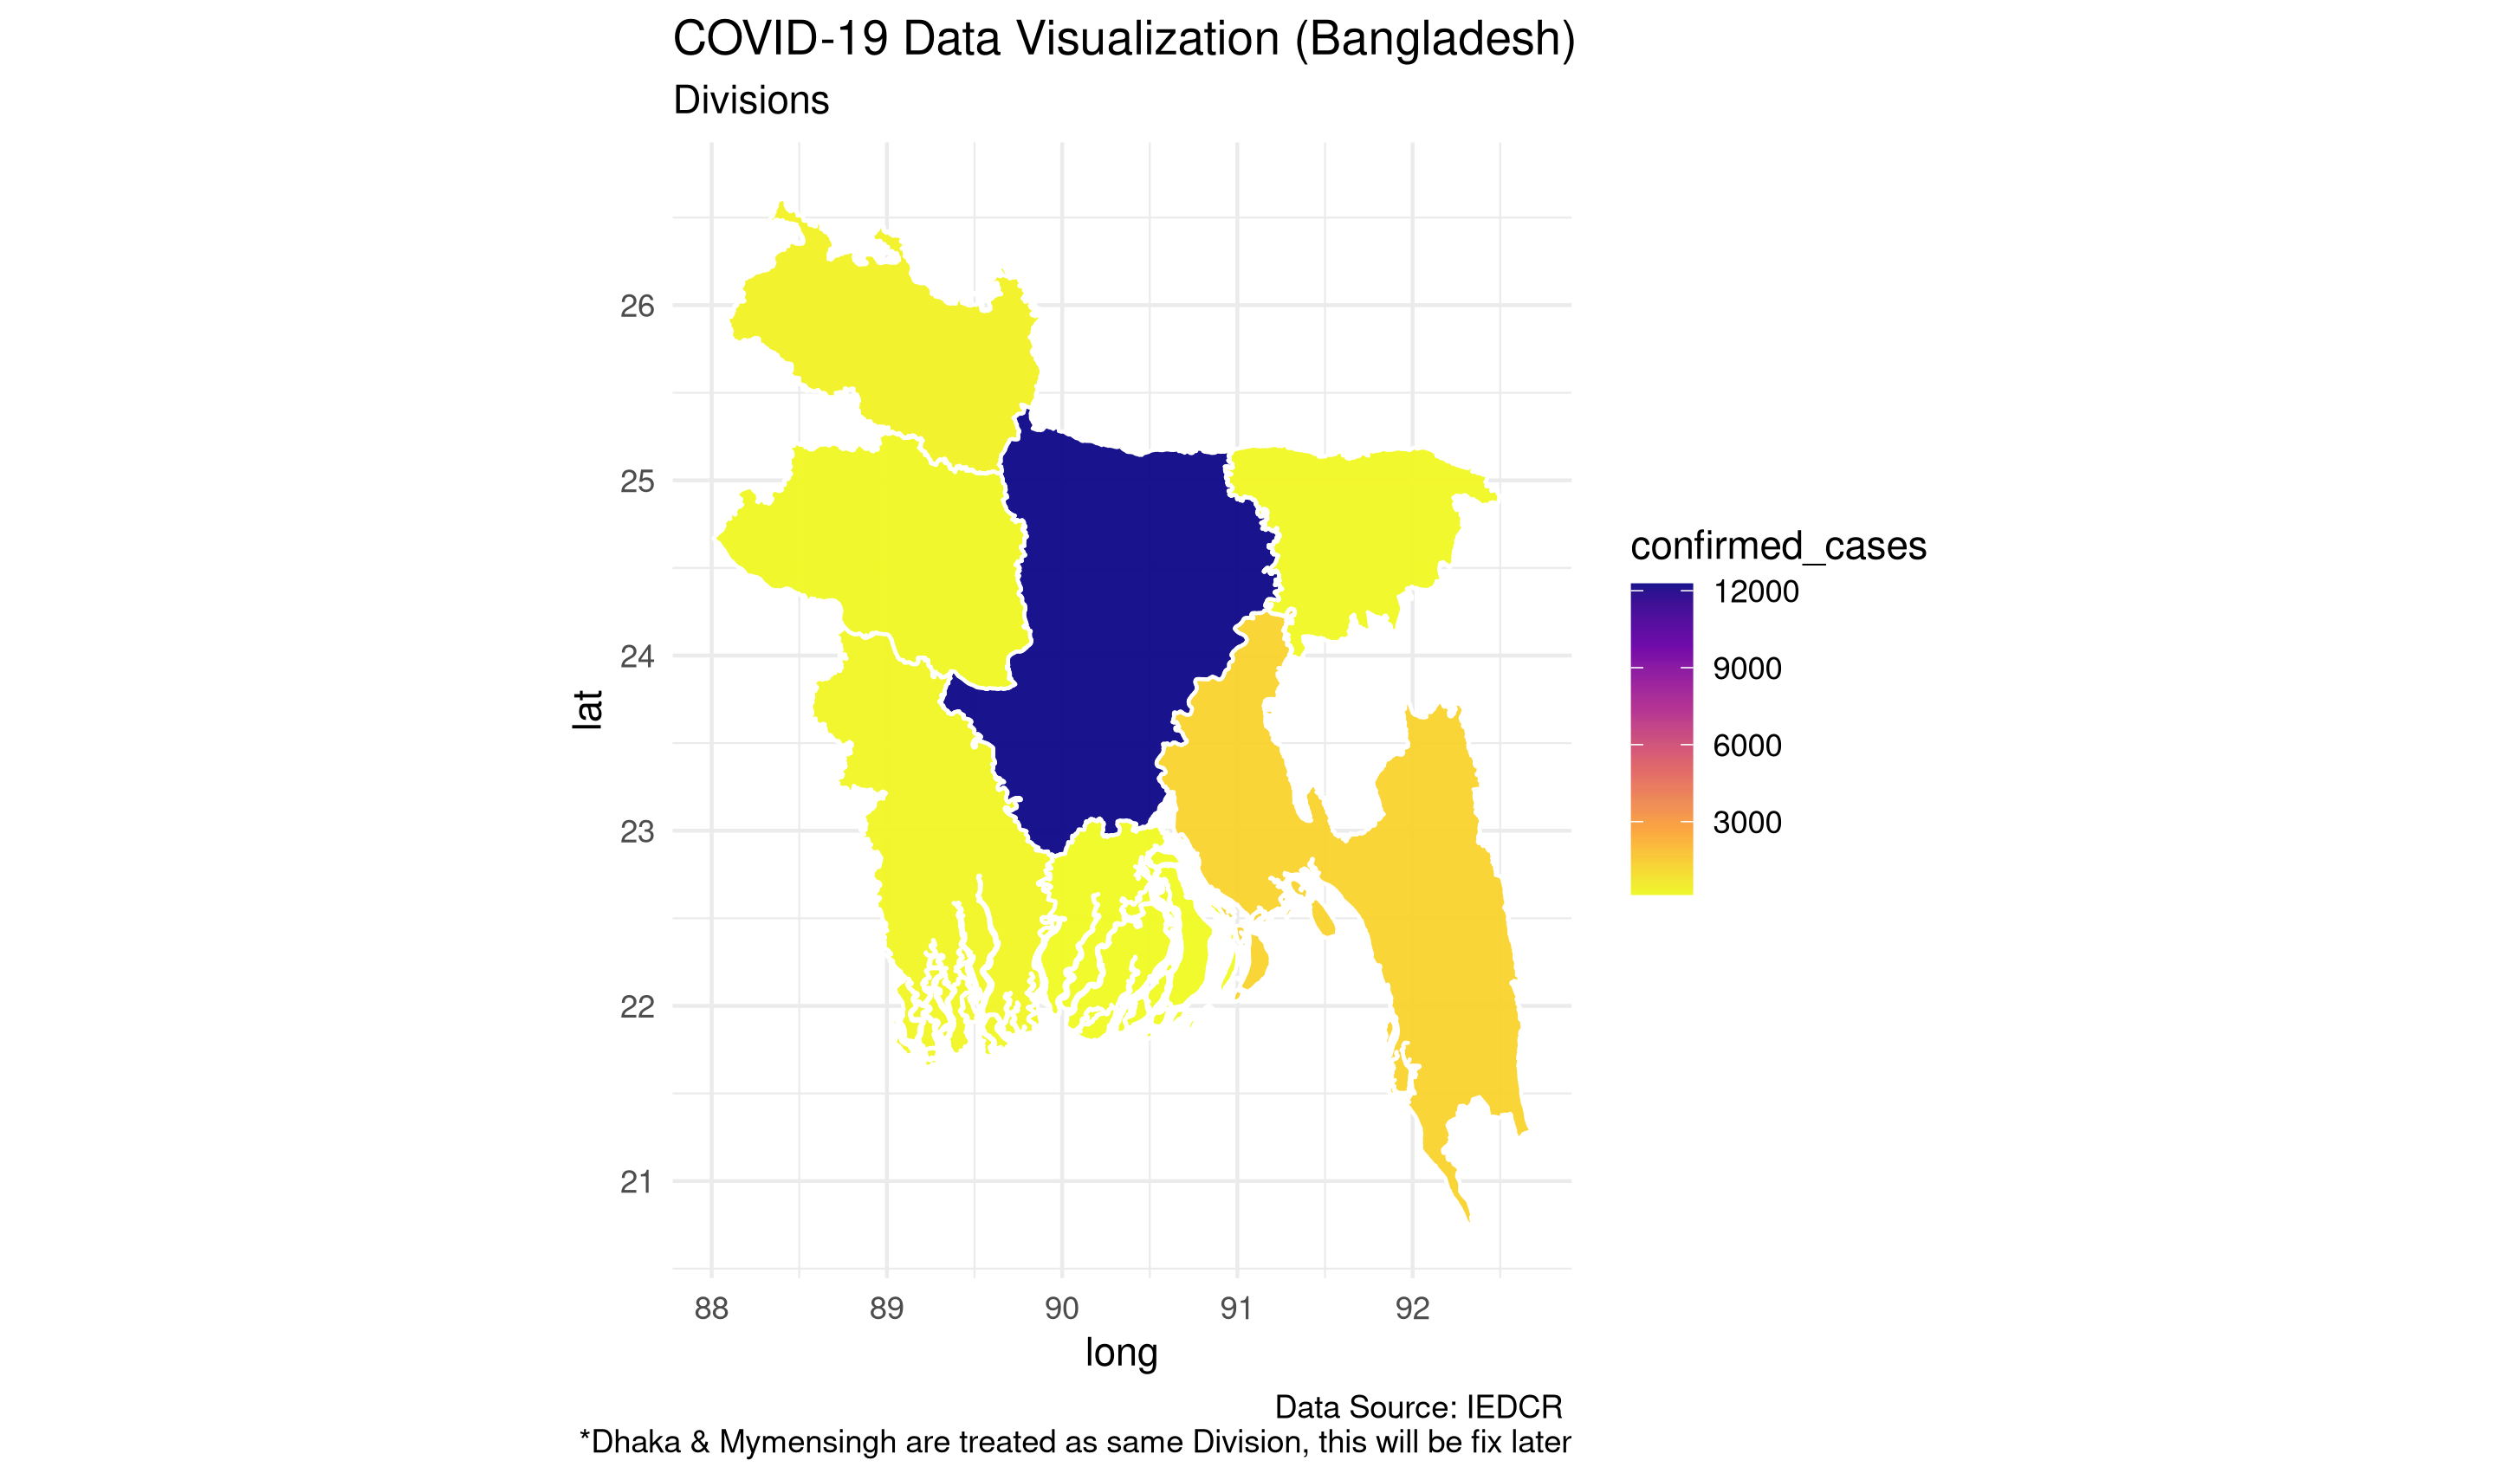 COVID-19 Data Visualization (Bangladesh)
Divisions
26
25
24
23
22
21
lat
88 89 90 91 92
long
confirmed_cases
12000
9000
6000
3000
Data Source: IEDCR
*Dhaka & Mymensingh are treated as same Division, this will be fix later